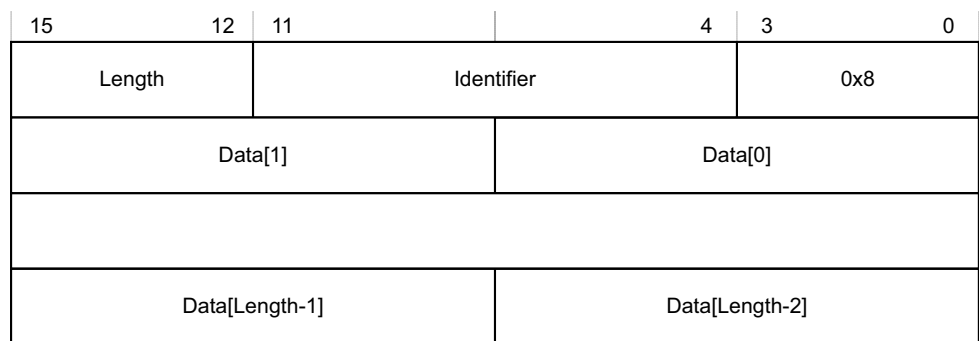 15 12 11 4 3 0
Length Identifier 0x8
Data[1] Data[0]
Data[Length-1] Data[Length-2]